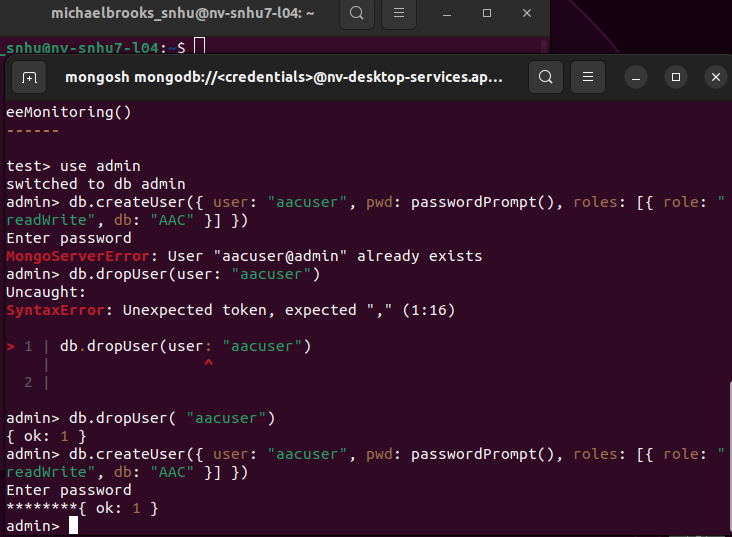 michaelbrooks_snhu@nv-snhu7-l04: ~
_snhu@nv-snhu7-l04:~$
mongosh mongodb://<credentials>@nv-desktop-services.ap...
eeMonitoring()
------
test> use admin
switched to db admin
admin> db.createUser({ user: "aacuser", pwd: passwordPrompt(), roles: [{ role: "
readWrite", db: "AAC" }] })
Enter password
MongoServerError: User "aacuser@admin" already exists
admin> db.dropUser(user: "aacuser")
Uncaught:
SyntaxError: Unexpected token, expected "," (1:16)
> 1 | db.dropUser(user: "aacuser")
|                 ^
2 |
admin> db.dropUser( "aacuser")
{ ok: 1 }
admin> db.createUser({ user: "aacuser", pwd: passwordPrompt(), roles: [{ role: "
readWrite", db: "AAC" }] })
Enter password
********{ ok: 1 }
admin>